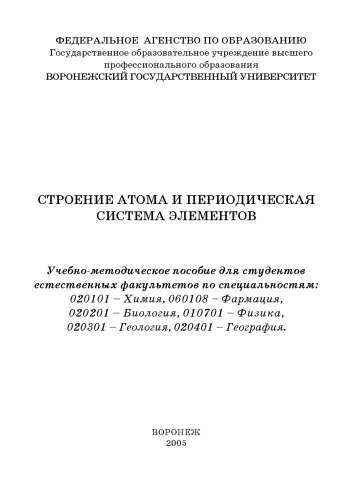 ФЕДЕРАЛЬНОЕ АГЕНСТВО ПО ОБРАЗОВАНИЮ
Государственное образовательное учреждение высшего
профессионального образования
ВОРОНЕЖСКИЙ ГОСУДАРСТВЕННЫЙ УНИВЕРСИТЕТ
СТРОЕНИЕ АТОМА И ПЕРИОДИЧЕСКАЯ
СИСТЕМА ЭЛЕМЕНТОВ
Учебно-методическое пособие для студентов
естественных факультетов по специальностям:
020101 – Химия, 060108 – Фармация,
020201 – Биология, 010701 – Физика,
020301 – Геология, 020401 – География.
ВОРОНЕЖ
2005